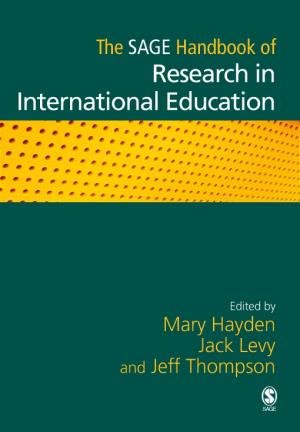 The SAGE Handbook of
Research in
International Education
Edited by
Mary Hayden
Jack Levy
and Jeff Thompson
SAGE